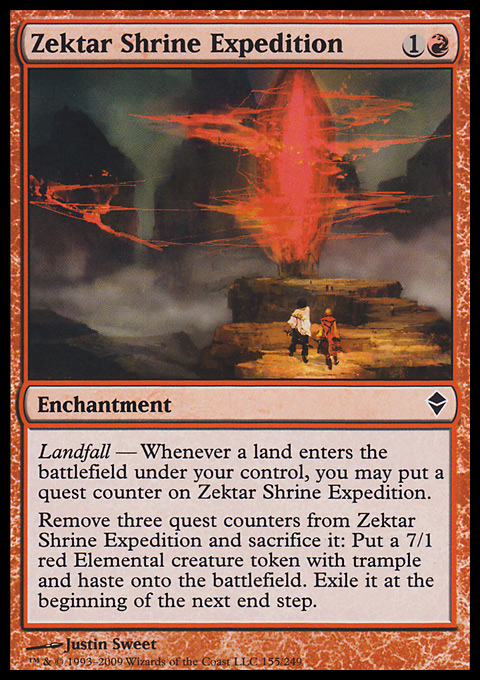 Zektar Shrine Expedition 1
Enchantment
Landfall — Whenever a land enters the
battlefield under your control, you may put a
quest counter on Zektar Shrine Expedition.
Remove three quest counters from Zektar
Shrine Expedition and sacrifice it: Put a 7/1
red Elemental creature token with trample
and haste onto the battlefield. Exile it at the
beginning of the next end step.
Justin Sweet
™ & © 1993–2009 Wizards of the Coast LLC 155/249